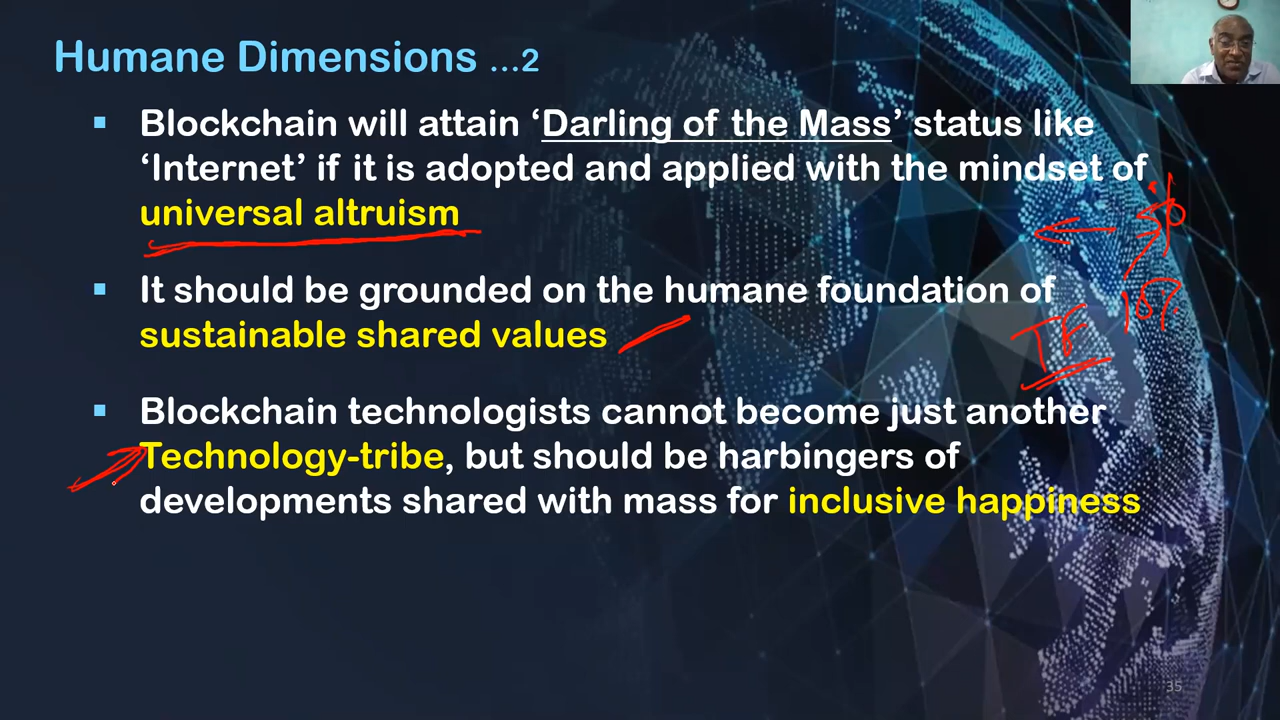 Humane Dimensions ...2
▪ Blockchain will attain ‘Darling of the Mass’ status like
‘Internet’ if it is adopted and applied with the mindset of
universal altruism
▪ It should be grounded on the humane foundation of
sustainable shared values
▪ Blockchain technologists cannot become just another
Technology-tribe, but should be harbingers of
developments shared with mass for inclusive happiness
35